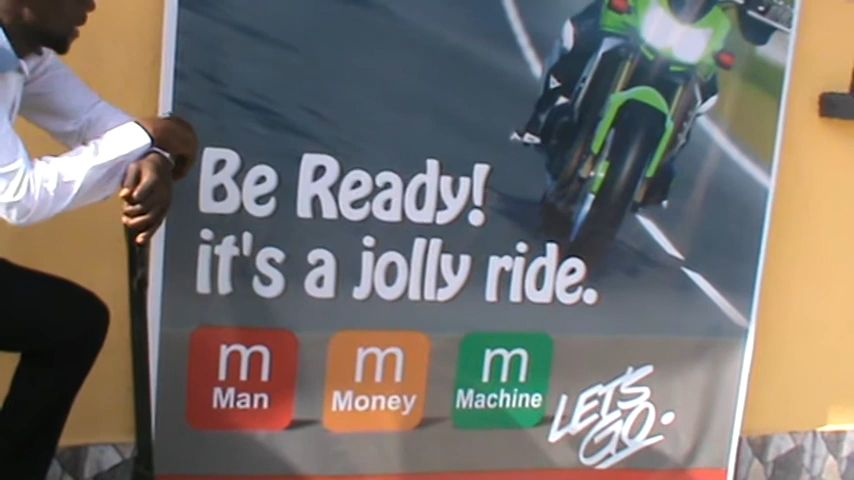 Be Ready!
it's a jolly ride.
m m m
Man Money Machine
LET'S
GO.